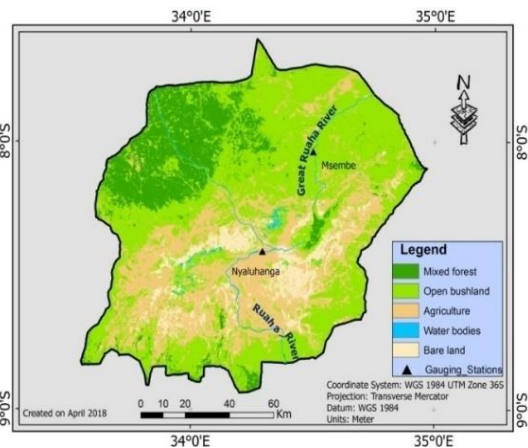 34°0'E 35°0'E
N
8°0'S 8°0'S
Great Ruaha River
Msembe
Nyaluhanga
Ruaha River
Legend
Mixed forest
Open bushland
Agriculture
Water bodies
Bare land
Gauging_Stations
Coordinate System: WGS 1984 UTM Zone 36S
Projection: Transverse Mercator
Datum: WGS 1984
Units: Meter
Created on April 2018
0 10 20 40 60
Km
9°0'S 9°0'S
34°0'E 35°0'E